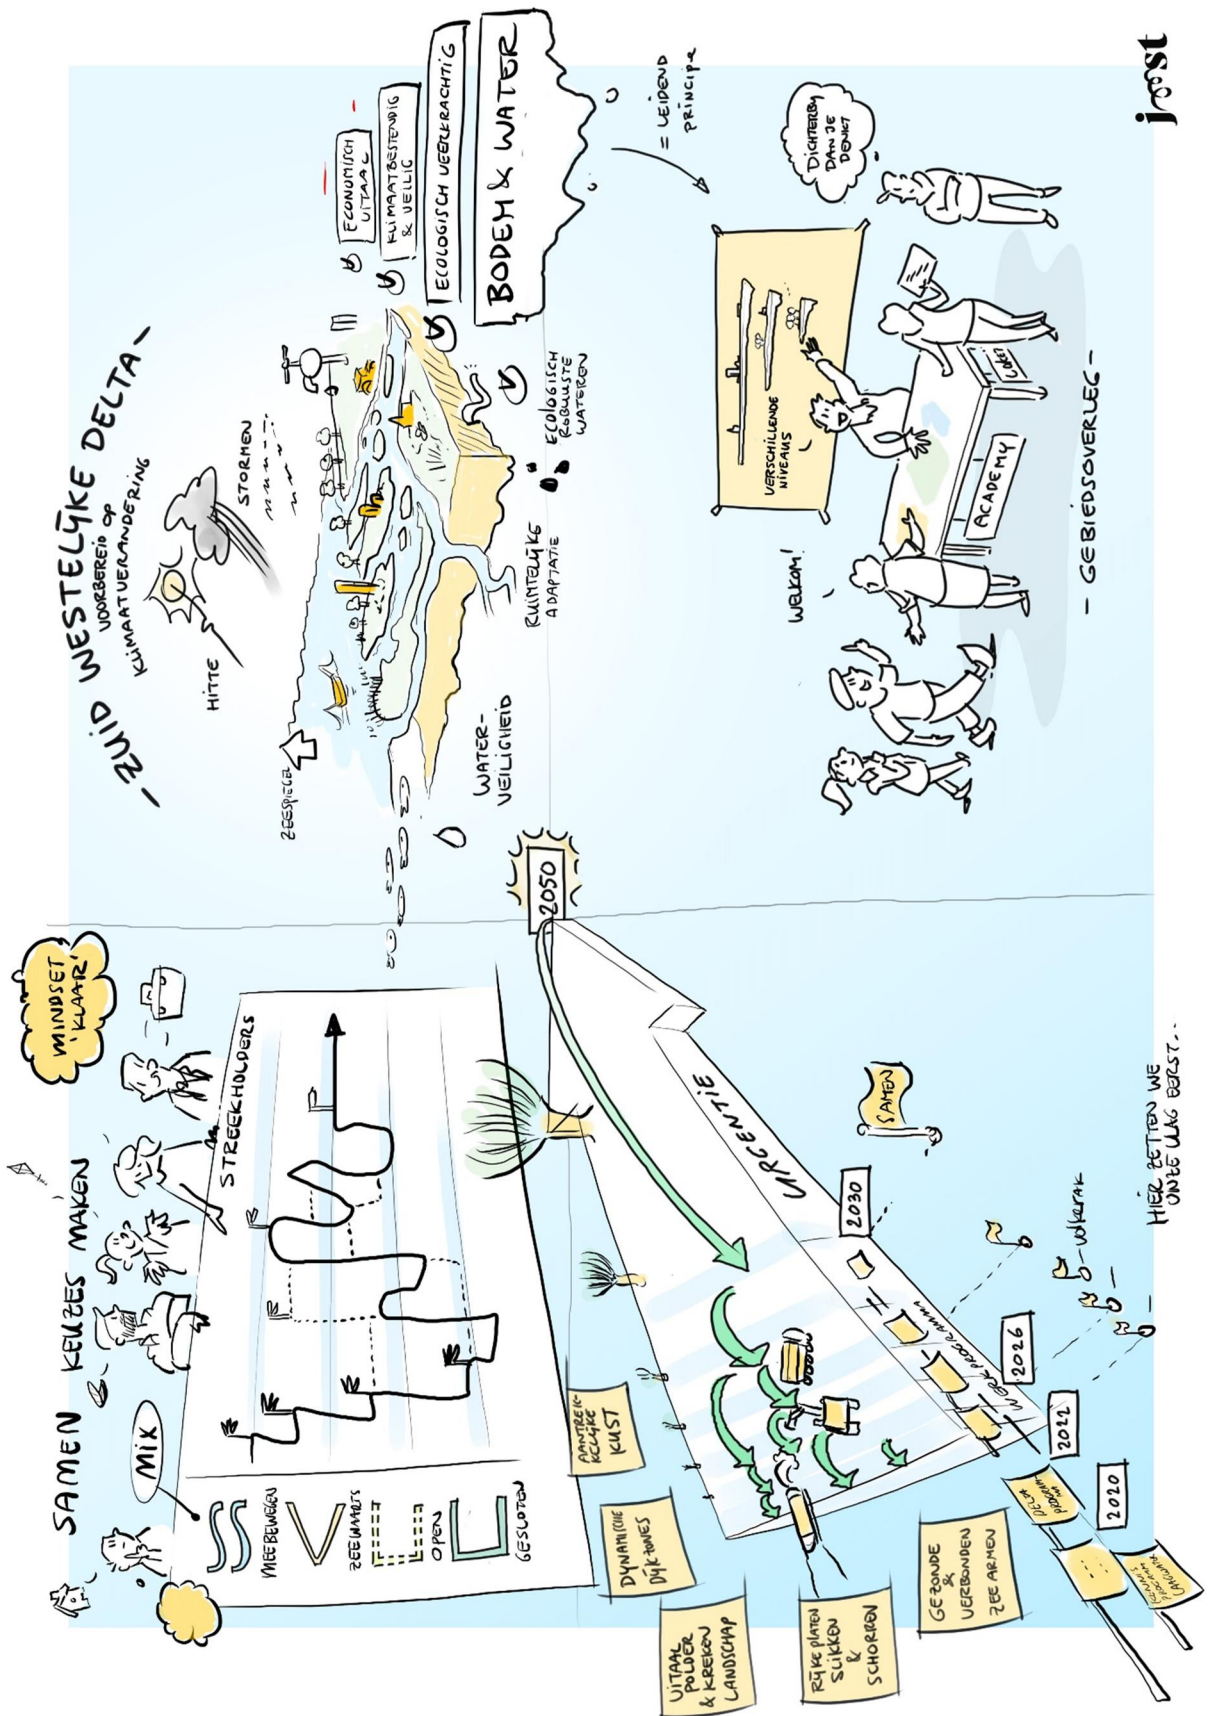 SAMEN KEUZES MAKEN
MINDSET
'KLAAR'
MIX
STREEKHOLDERS
MEEBEWEGEN
ZEEWAARTS
OPEN
GESLOTEN
- ZUID WESTELIJKE DELTA -
VOORBEREID OP
KLIMAATVERANDERING
HITTE
STORMEN
ZEESPIEGEL
WATER-
VEILIGHEID
RUIMTELIJKE
ADAPTATIE
ECOLOGISCH
ROBUUSTE
WATEREN
ECONOMISCH
VITAAL
KLIMAATBESTENDIG
& VEILIG
ECOLOGISCH VEERKRACHTIG
BODEM & WATER
= LEIDEND
PRINCIPE
2050
URGENTIE
AANTREK-
KELIJKE
KUST
DYNAMISCHE
DIJKZONES
VITAAL
POLDER
& KREKEN
LANDSCHAP
RIJKE PLATEN
SLIKKEN
&
SCHORREN
GEZONDE
&
VERBONDEN
ZEEARMEN
DELTA
PROGRAMMA
2020
2022
2026
2030
WERKPROGRAMMA
SAMEN
VOLKERAK
HIER ZETTEN WE
ONZE VLAG EERST...
VERSCHILLENDE
NIVEAUS
DICHTERBIJ
DAN JE
DENKT
WELKOM!
ACADEMY
- GEBIEDSOVERLEG -
joost